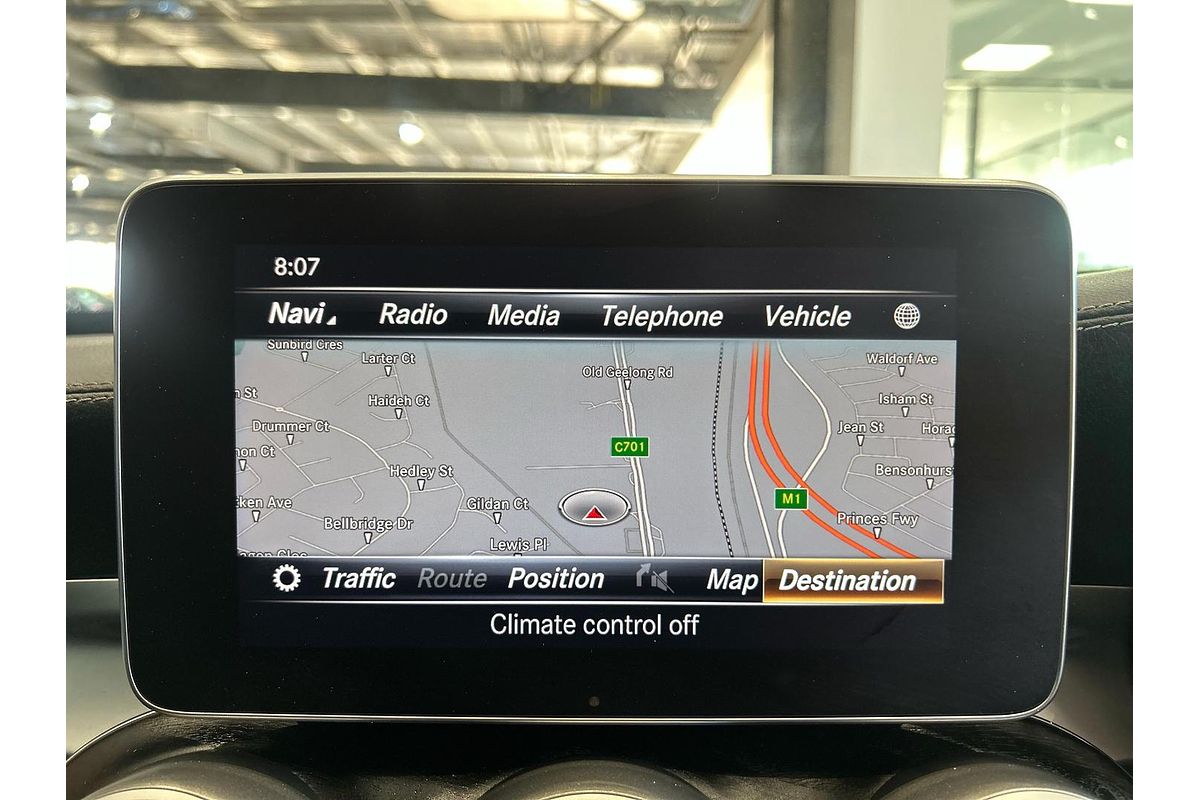 8:07
Navi Radio Media Telephone Vehicle
Sunbird Cres
Larter Ct
Old Geelong Rd
Waldorf Ave
St
Haideh Ct
Isham St
Drummer Ct
Jean St
C701
Hedley St
Bensonhurs
Gildan Ct
M1
Bellbridge Dr
Princes Fwy
Lewis Pl
Traffic Route Position Map Destination
Climate control off